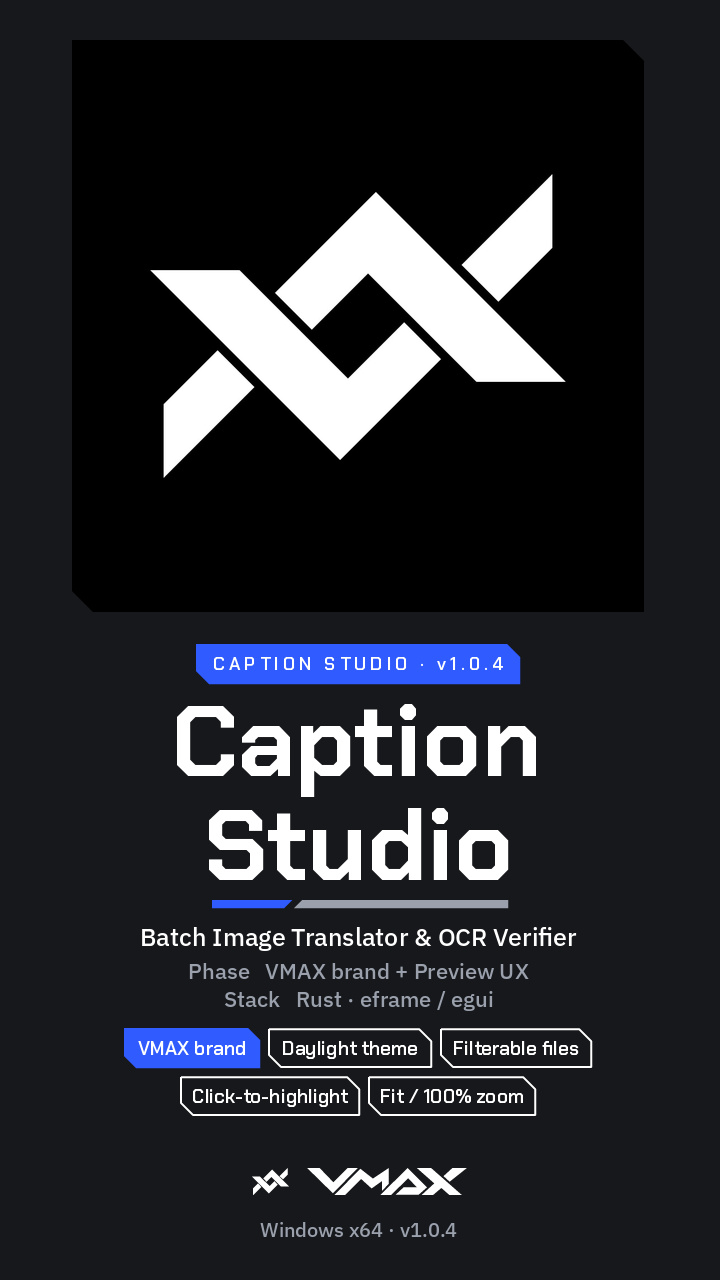 CAPTION STUDIO · v1.0.4
Caption
Studio
Batch Image Translator & OCR Verifier
Phase VMAX brand + Preview UX
Stack Rust · eframe / egui
VMAX brand Daylight theme Filterable files
Click-to-highlight Fit / 100% zoom
VMAX
Windows x64 · v1.0.4